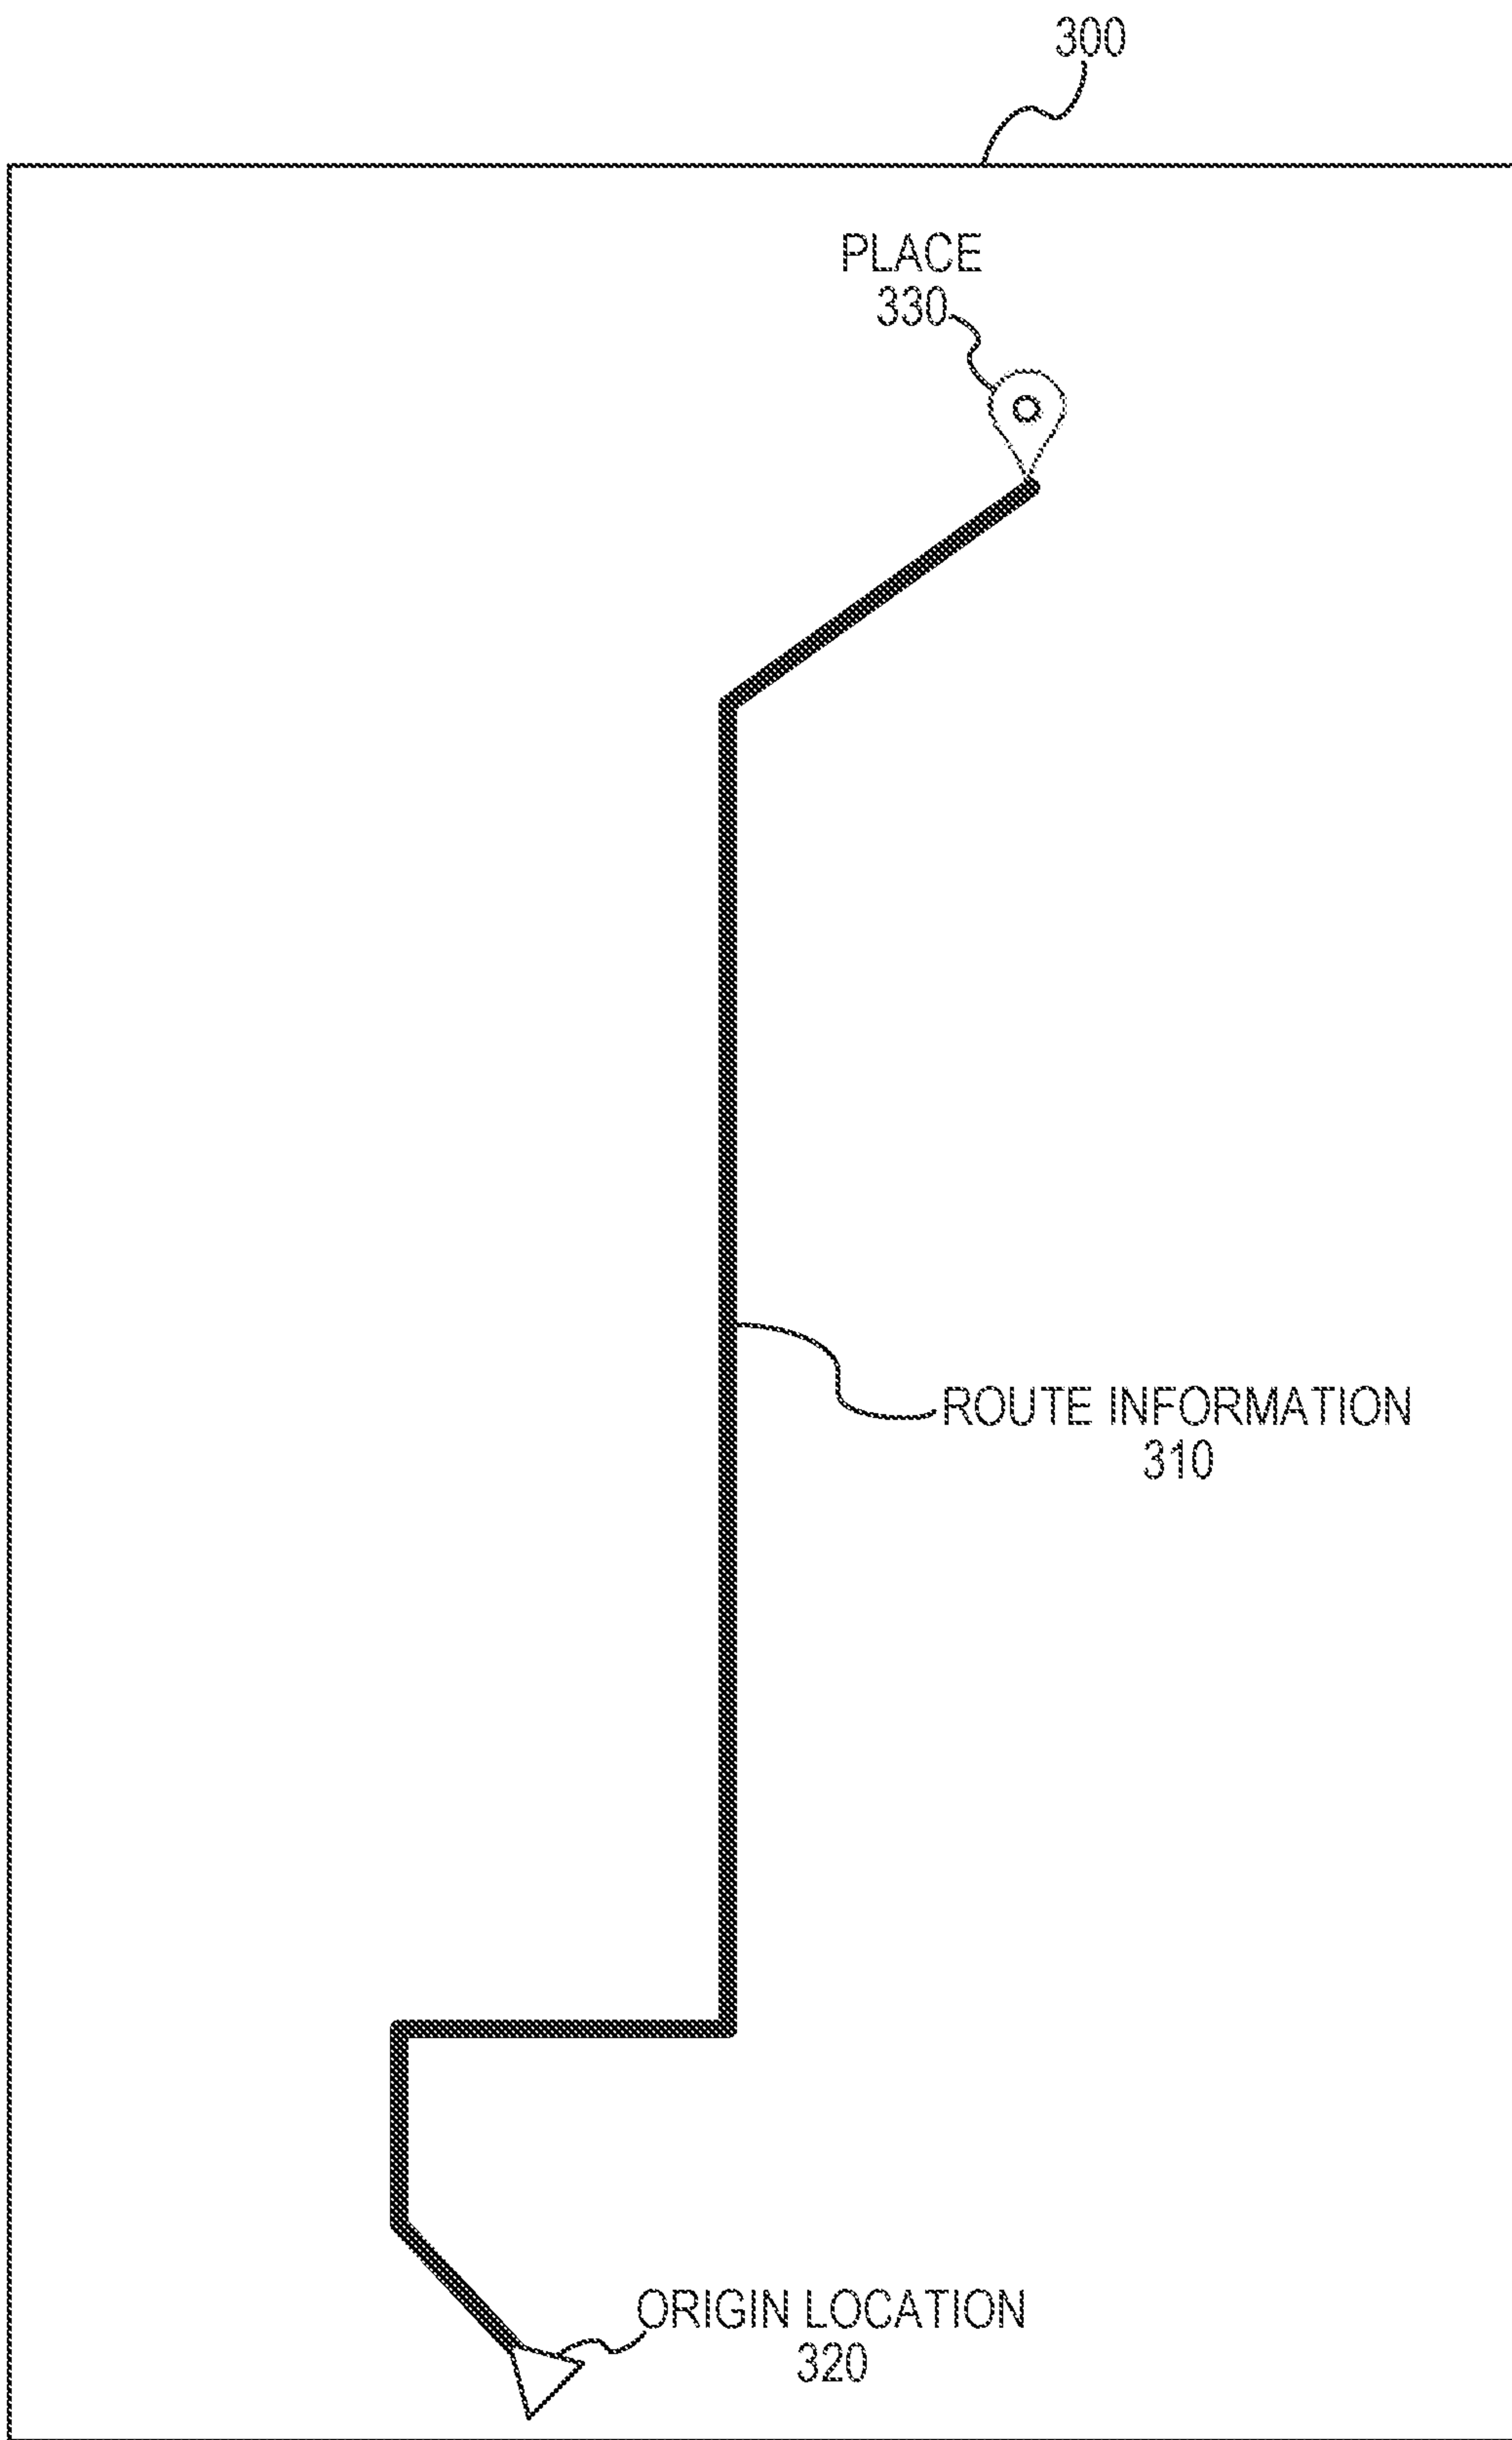 300
PLACE
330
ROUTE INFORMATION
310
ORIGIN LOCATION
320